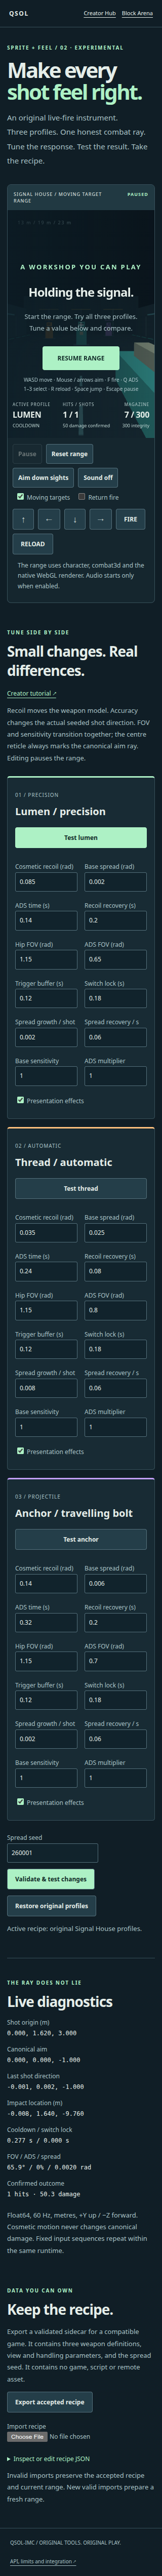 QSOL
Creator Hub Block Arena
SPRITE + FEEL / 02 · EXPERIMENTAL
Make every
shot feel right.
An original live-fire instrument.
Three profiles. One honest combat ray.
Tune the response. Test the result. Take
the recipe.
SIGNAL HOUSE / MOVING TARGET
RANGE
PAUSED
A WORKSHOP YOU CAN PLAY
Holding the signal.
Start the range. Try all three profiles.
Tune a value below and compare.
RESUME RANGE
WASD move · Mouse / arrows aim · F fire · Q ADS
1–3 select · R reload · Space jump · Escape pause
ACTIVE PROFILE
LUMEN
COOLDOWN
HITS / SHOTS
1 / 1
50 damage confirmed
MAGAZINE
7 / 300
300 integrity
Pause
Reset range
Aim down sights
Sound off
Moving targets
Return fire
↑ ← ↓ → FIRE
RELOAD
The range uses character, combat3d and the
native WebGL renderer. Audio starts only
when enabled.
TUNE SIDE BY SIDE
Small changes. Real
differences.
Creator tutorial ↗
Recoil moves the weapon model. Accuracy
changes the actual seeded shot direction. FOV
and sensitivity transition together; the centre
reticle always marks the canonical aim ray.
Editing pauses the range.
01 / PRECISION
Lumen / precision
Test lumen
Cosmetic recoil (rad) Base spread (rad)
0.085 0.002
ADS time (s) Recoil recovery (s)
0.14 0.2
Hip FOV (rad) ADS FOV (rad)
1.15 0.65
Trigger buffer (s) Switch lock (s)
0.12 0.18
Spread growth / shot Spread recovery / s
0.002 0.06
Base sensitivity ADS multiplier
1 1
Presentation effects
02 / AUTOMATIC
Thread / automatic
Test thread
Cosmetic recoil (rad) Base spread (rad)
0.035 0.025
ADS time (s) Recoil recovery (s)
0.24 0.08
Hip FOV (rad) ADS FOV (rad)
1.15 0.8
Trigger buffer (s) Switch lock (s)
0.12 0.18
Spread growth / shot Spread recovery / s
0.008 0.06
Base sensitivity ADS multiplier
1 1
Presentation effects
03 / PROJECTILE
Anchor / travelling bolt
Test anchor
Cosmetic recoil (rad) Base spread (rad)
0.14 0.006
ADS time (s) Recoil recovery (s)
0.32 0.2
Hip FOV (rad) ADS FOV (rad)
1.15 0.7
Trigger buffer (s) Switch lock (s)
0.12 0.18
Spread growth / shot Spread recovery / s
0.002 0.06
Base sensitivity ADS multiplier
1 1
Presentation effects
Spread seed
260001
Validate & test changes
Restore original profiles
Active recipe: original Signal House profiles.
THE RAY DOES NOT LIE
Live diagnostics
Shot origin (m)
0.000, 1.620, 3.000
Canonical aim
0.000, 0.000, -1.000
Last shot direction
-0.001, 0.002, -1.000
Impact location (m)
-0.008, 1.640, -9.760
Cooldown / switch lock
0.277 s / 0.000 s
FOV / ADS / spread
65.9° / 0% / 0.0020 rad
Confirmed outcome
1 hits · 50.3 damage
Float64, 60 Hz, metres, +Y up / −Z forward.
Cosmetic motion never changes canonical
damage. Fixed input sequences repeat within
the same runtime.
DATA YOU CAN OWN
Keep the recipe.
Export a validated sidecar for a compatible
game. It contains three weapon definitions,
view and handling parameters, and the spread
seed. It contains no game, script or remote
asset.
Export accepted recipe
Import recipe
Choose File No file chosen
▶ Inspect or edit recipe JSON
Invalid imports preserve the accepted recipe
and current range. New valid imports prepare a
fresh range.
QSOL-IMC / ORIGINAL TOOLS. ORIGINAL PLAY.
API, limits and integration ↗